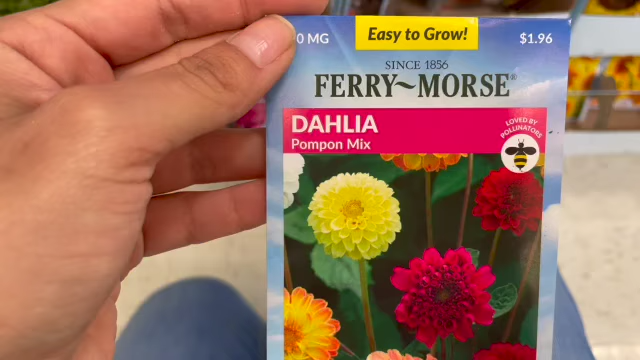 0 MG
Easy to Grow!
$1.96
SINCE 1856
FERRY~MORSE®
DAHLIA
Pompon Mix
LOVED BY
POLLINATORS